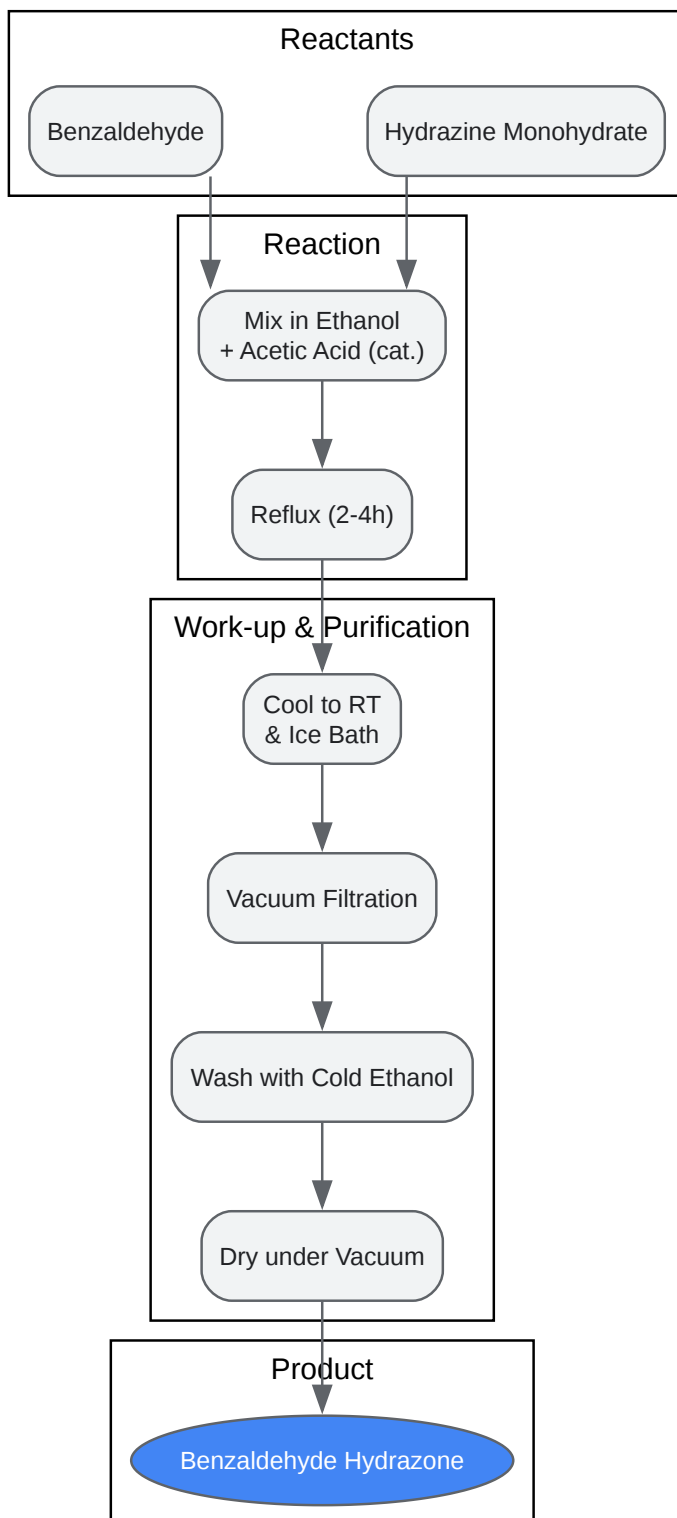 Reactants
Benzaldehyde
Hydrazine Monohydrate
Reaction
Mix in Ethanol
+ Acetic Acid (cat.)
Reflux (2-4h)
Work-up & Purification
Cool to RT
& Ice Bath
Vacuum Filtration
Wash with Cold Ethanol
Dry under Vacuum
Product
Benzaldehyde Hydrazone